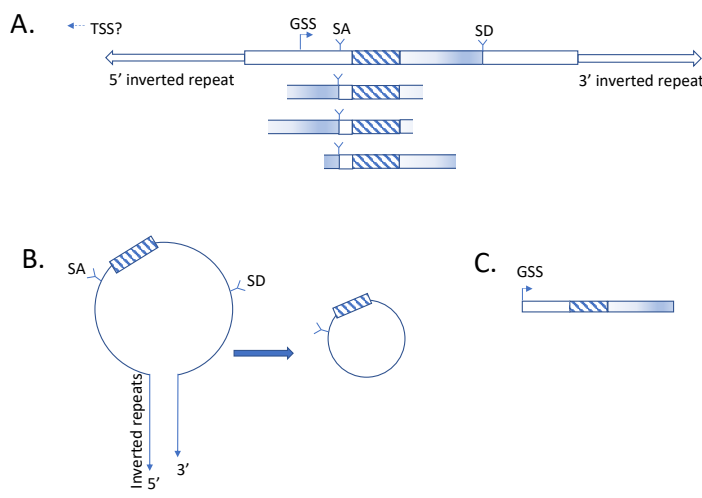 A.
TSS?
GSS
SA
SD
5′ inverted repeat
3′ inverted repeat
B.
SA
SD
Inverted repeats
5′
3′
C.
GSS